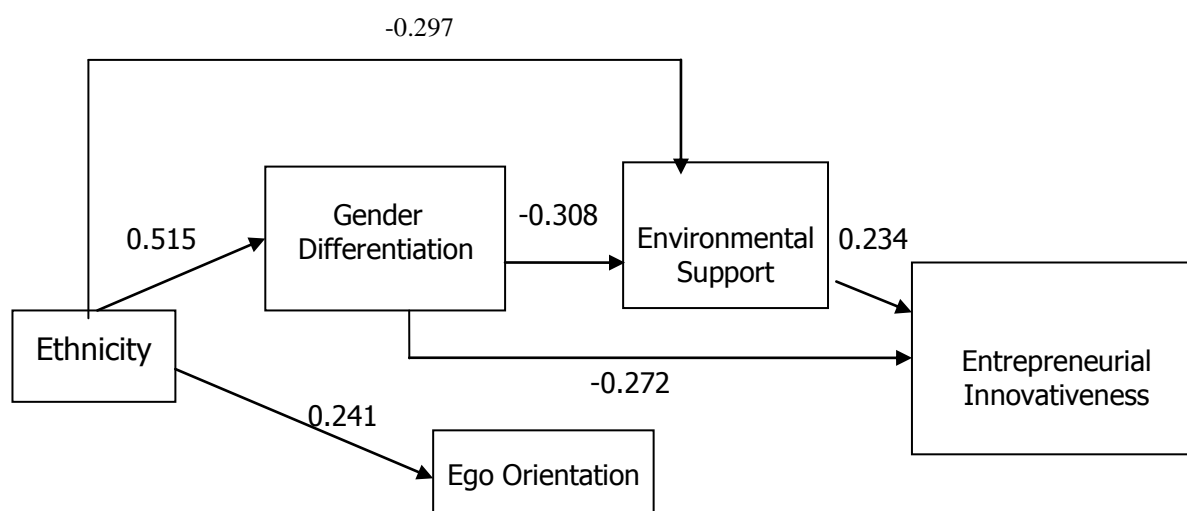 -0.297
Gender
Differentiation
-0.308
0.515
Environmental
Support
0.234
Ethnicity
Entrepreneurial
Innovativeness
-0.272
0.241
Ego Orientation